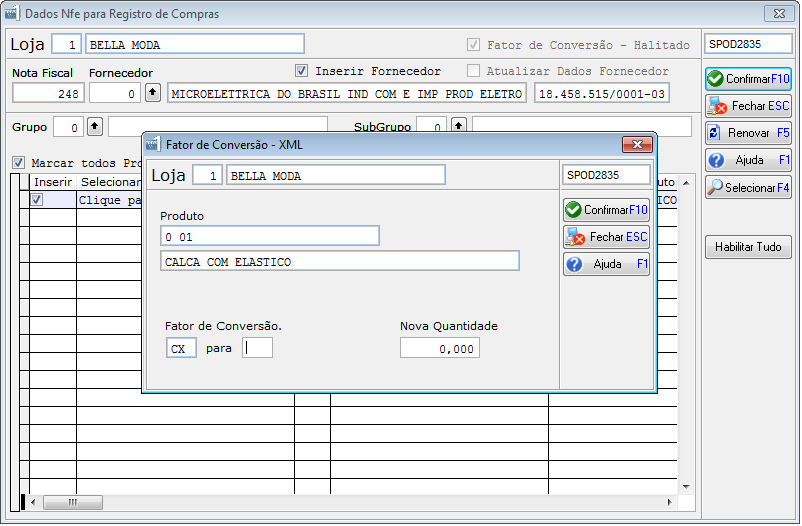 Dados Nfe para Registro de Compras
Loja 1 BELLA MODA Fator de Conversão - Halitado SPOD2835
Nota Fiscal Fornecedor Inserir Fornecedor Atualizar Dados Fornecedor
248 0 MICROELETTRICA DO BRASIL IND COM E IMP PROD ELETRO 18.458.515/0001-03
Grupo 0 SubGrupo 0
Marcar todos Pro
Inserir Selecionar uto
Clique pa ICO
Confirmar F10
Fechar ESC
Renovar F5
Ajuda F1
Selecionar F4
Habilitar Tudo
Fator de Conversão - XML
Loja 1 BELLA MODA SPOD2835
Produto
0 01
CALCA COM ELASTICO
Fator de Conversão. Nova Quantidade
CX para 0,000
Confirmar F10
Fechar ESC
Ajuda F1